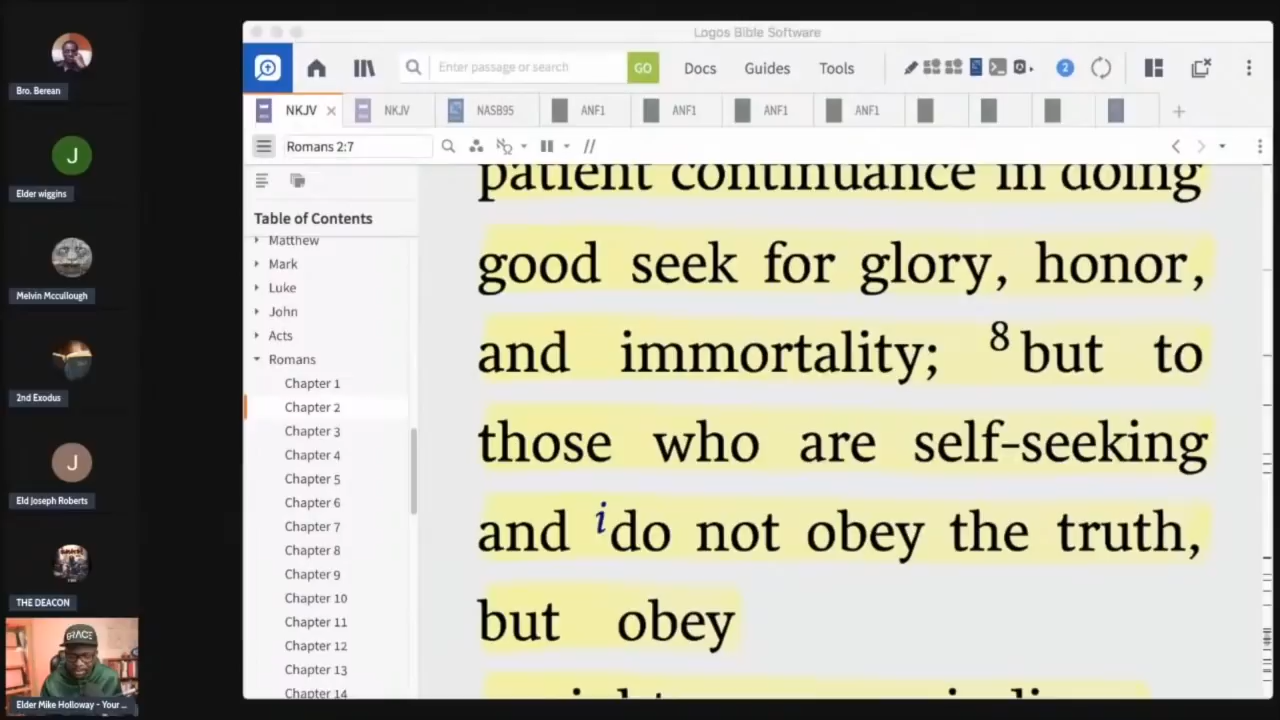 Bro. Berean
J
Elder wiggins
Melvin Mccullough
2nd Exodus
J
Eld Joseph Roberts
THE DEACON
GRACE
Elder Mike Holloway - Your ...
Logos Bible Software
Enter passage or search
GO
Docs
Guides
Tools
2
NKJV
NKJV
NASB95
ANF1
ANF1
ANF1
ANF1
Romans 2:7
Table of Contents
Matthew
Mark
Luke
John
Acts
Romans
Chapter 1
Chapter 2
Chapter 3
Chapter 4
Chapter 5
Chapter 6
Chapter 7
Chapter 8
Chapter 9
Chapter 10
Chapter 11
Chapter 12
Chapter 13
Chapter 14
patient continuance in doing
good seek for glory, honor,
and immortality; 8 but to
those who are self-seeking
and i do not obey the truth,
but obey